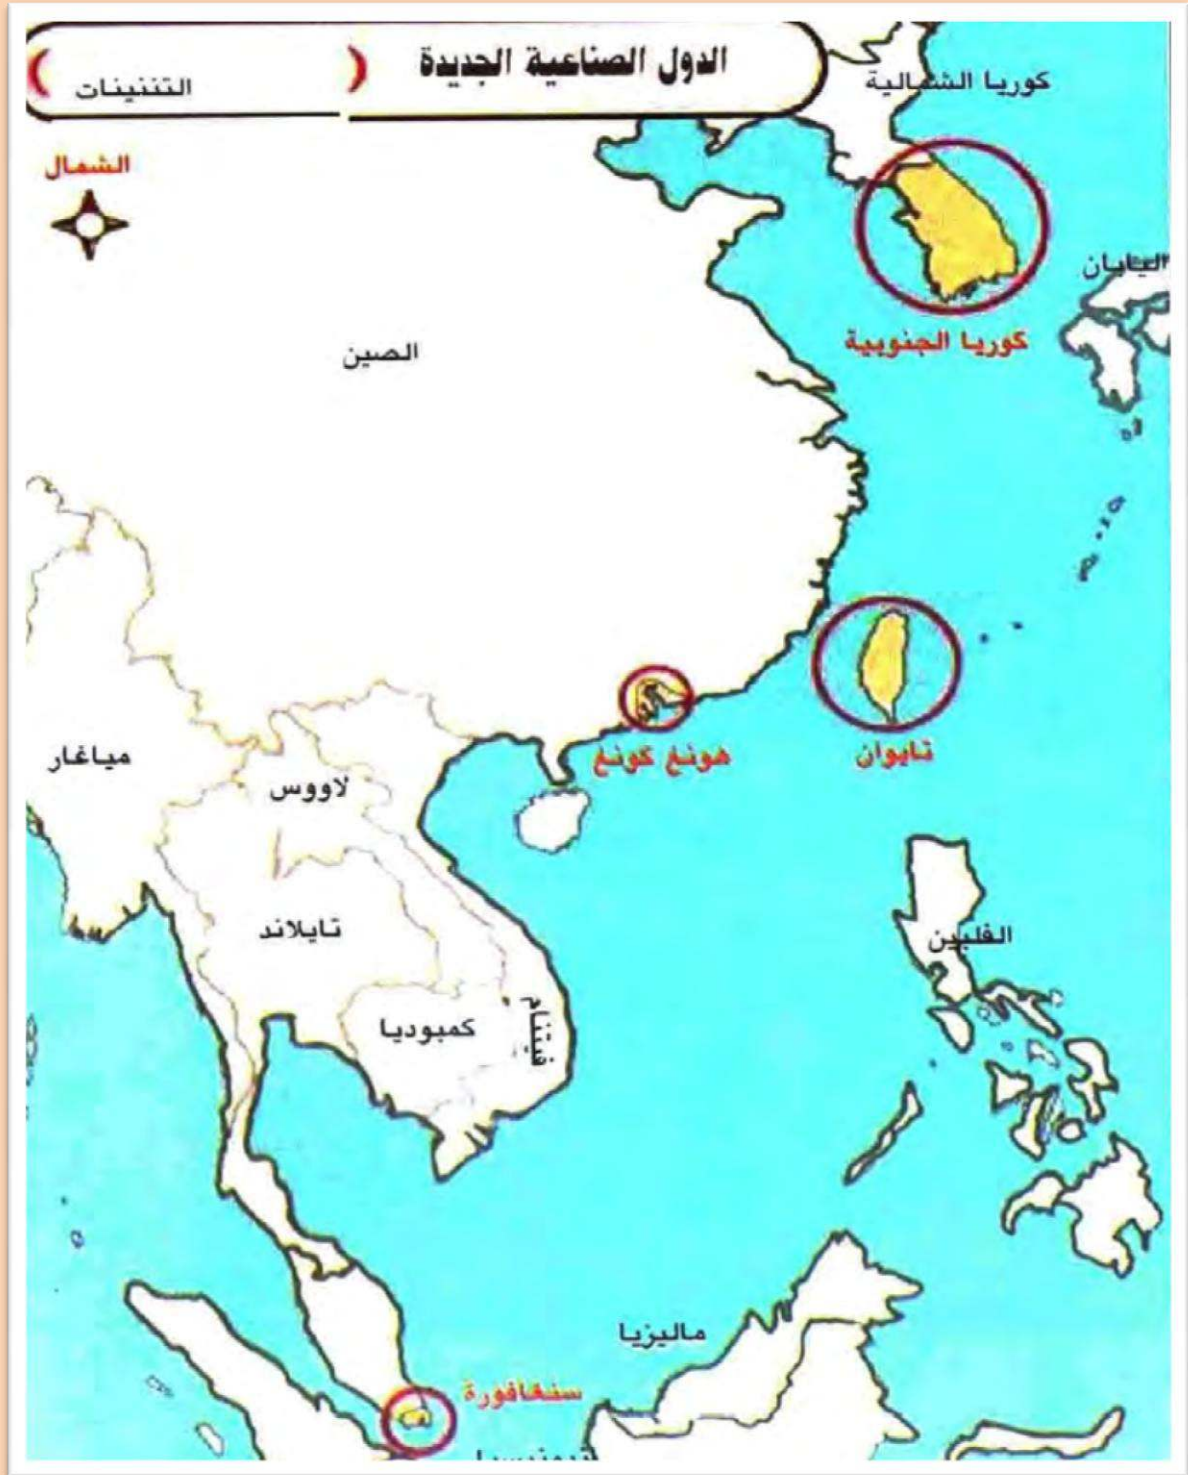 الدول الصناعية الجديدة
( التنينات )
كوريا الشمالية
الشمال
اليابان
كوريا الجنوبية
الصين
مياغار
هونغ كونغ
تايوان
لاووس
تايلاند
الفلبين
كمبوديا
فيتنام
ماليزيا
سنغافورة